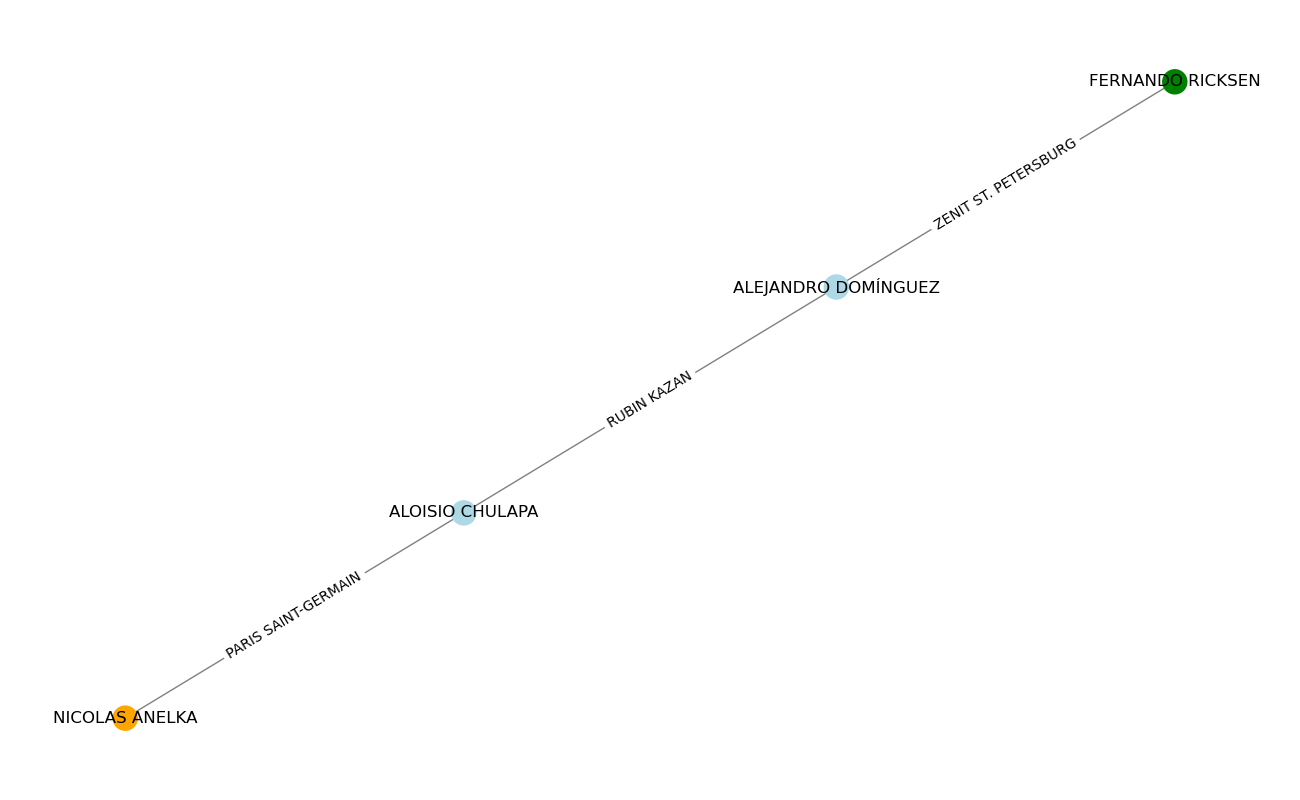 FERNANDO RICKSEN
ZENIT ST. PETERSBURG
ALEJANDRO DOMÍNGUEZ
RUBIN KAZAN
ALOISIO CHULAPA
PARIS SAINT-GERMAIN
NICOLAS ANELKA